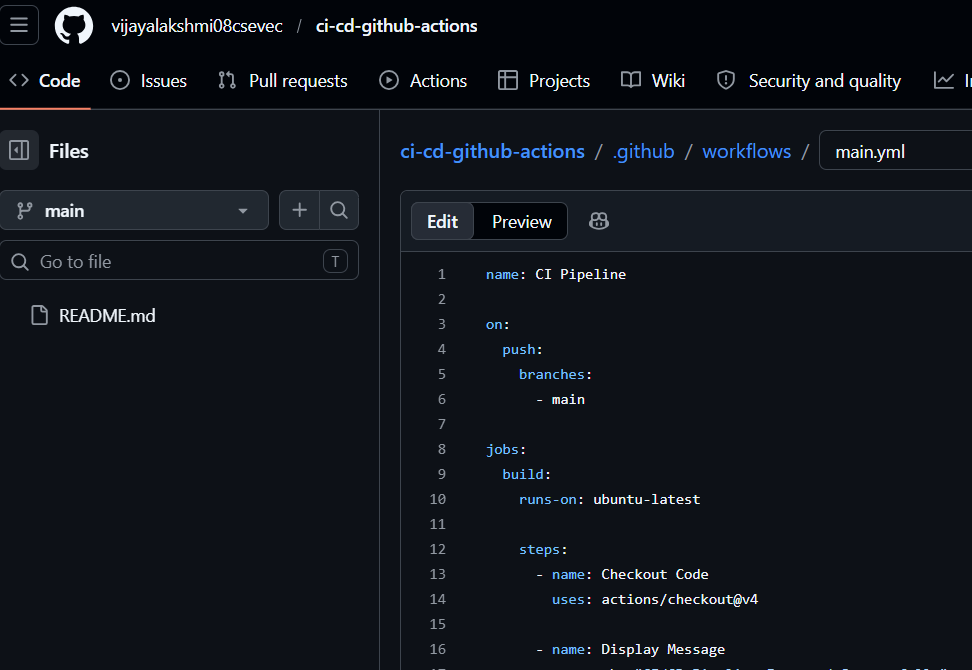 vijayalakshmi08csevec / ci-cd-github-actions
Code Issues Pull requests Actions Projects Wiki Security and quality
Files
ci-cd-github-actions / .github / workflows / main.yml
main
Edit Preview
Go to file T
README.md
1 name: CI Pipeline
2
3 on:
4 push:
5 branches:
6 - main
7
8 jobs:
9 build:
10 runs-on: ubuntu-latest
11
12 steps:
13 - name: Checkout Code
14 uses: actions/checkout@v4
15
16 - name: Display Message